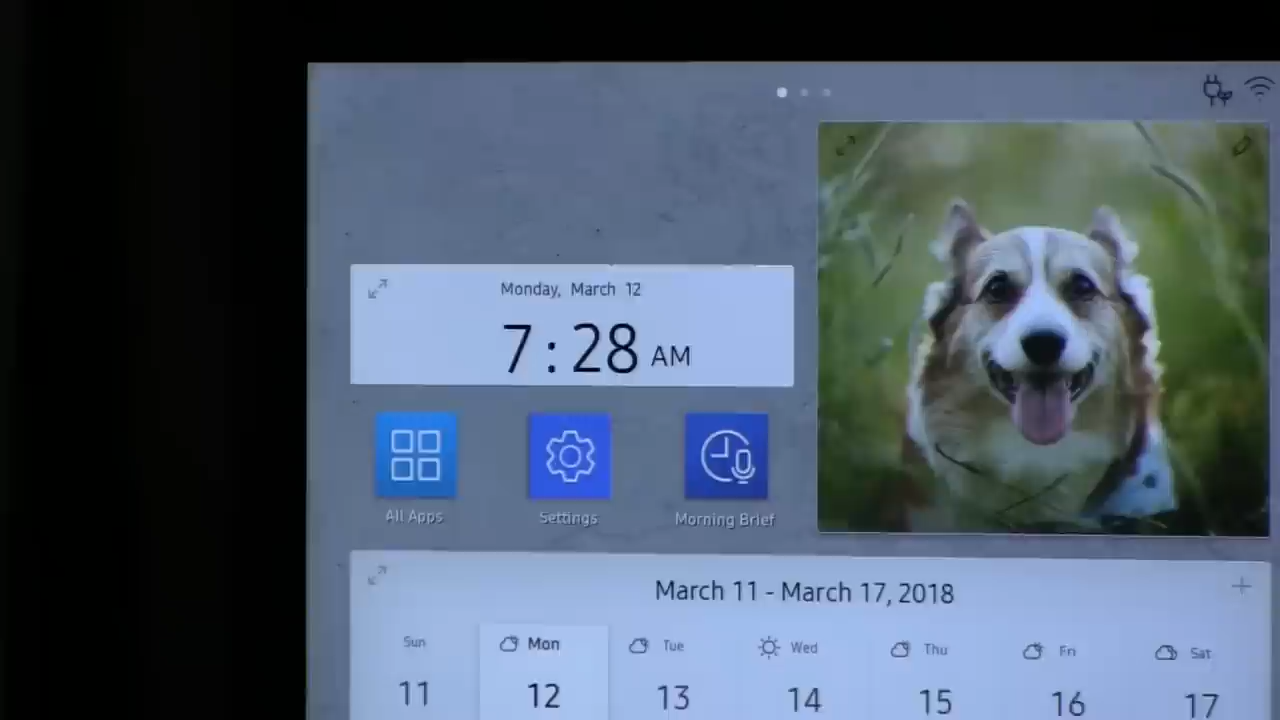 Monday, March 12
7:28 AM
All Apps
Settings
Morning Brief
March 11 - March 17, 2018
Sun
Mon
Tue
Wed
Thu
Fri
Sat
11
12
13
14
15
16
17